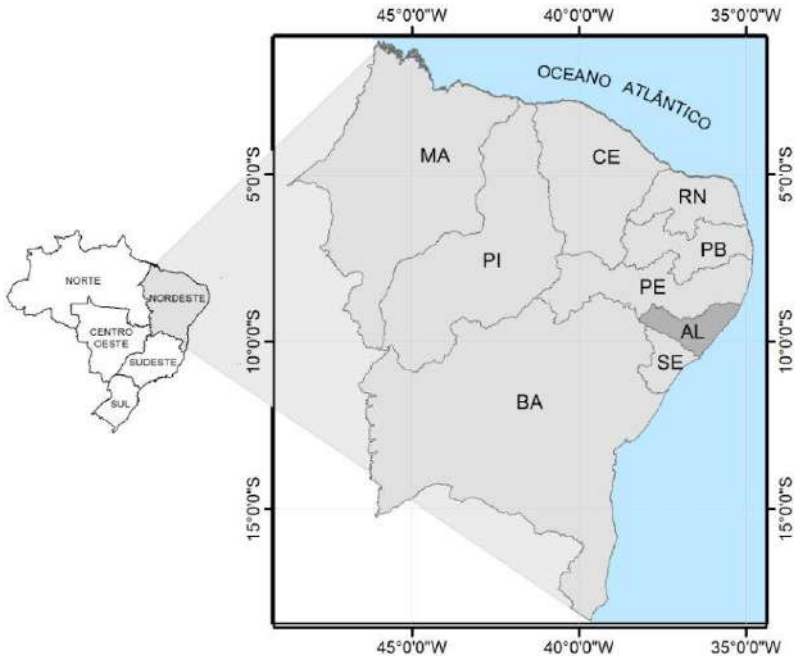 45°0'0"W 40°0'0"W 35°0'0"W
OCEANO ATLÂNTICO
MA
CE
5°0'0"S
5°0'0"S
RN
PB
PI
PE
NORTE
NORDESTE
CENTRO
OESTE
SUDESTE
SUL
AL
10°0'0"S
10°0'0"S
SE
BA
15°0'0"S
15°0'0"S
45°0'0"W 40°0'0"W 35°0'0"W